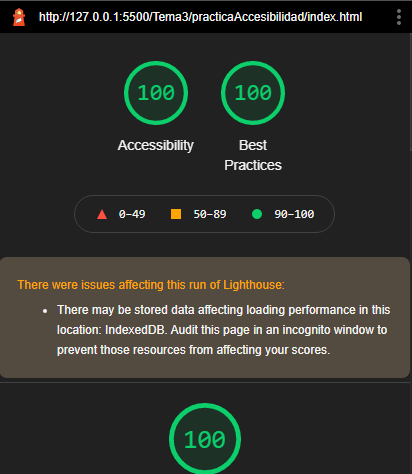 http://127.0.0.1:5500/Tema3/practicaAccesibilidad/index.html
100
100
Accessibility
Best
Practices
0–49
50–89
90–100
There were issues affecting this run of Lighthouse:
There may be stored data affecting loading performance in this
location: IndexedDB. Audit this page in an incognito window to
prevent those resources from affecting your scores.
100